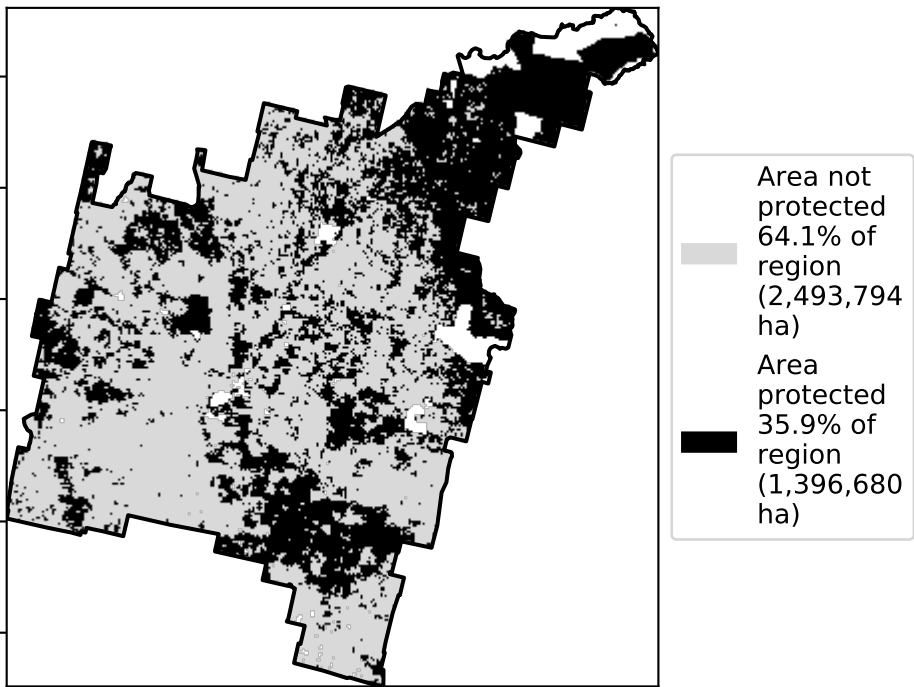 Area not
protected
64.1% of
region
(2,493,794
ha)
Area
protected
35.9% of
region
(1,396,680
ha)